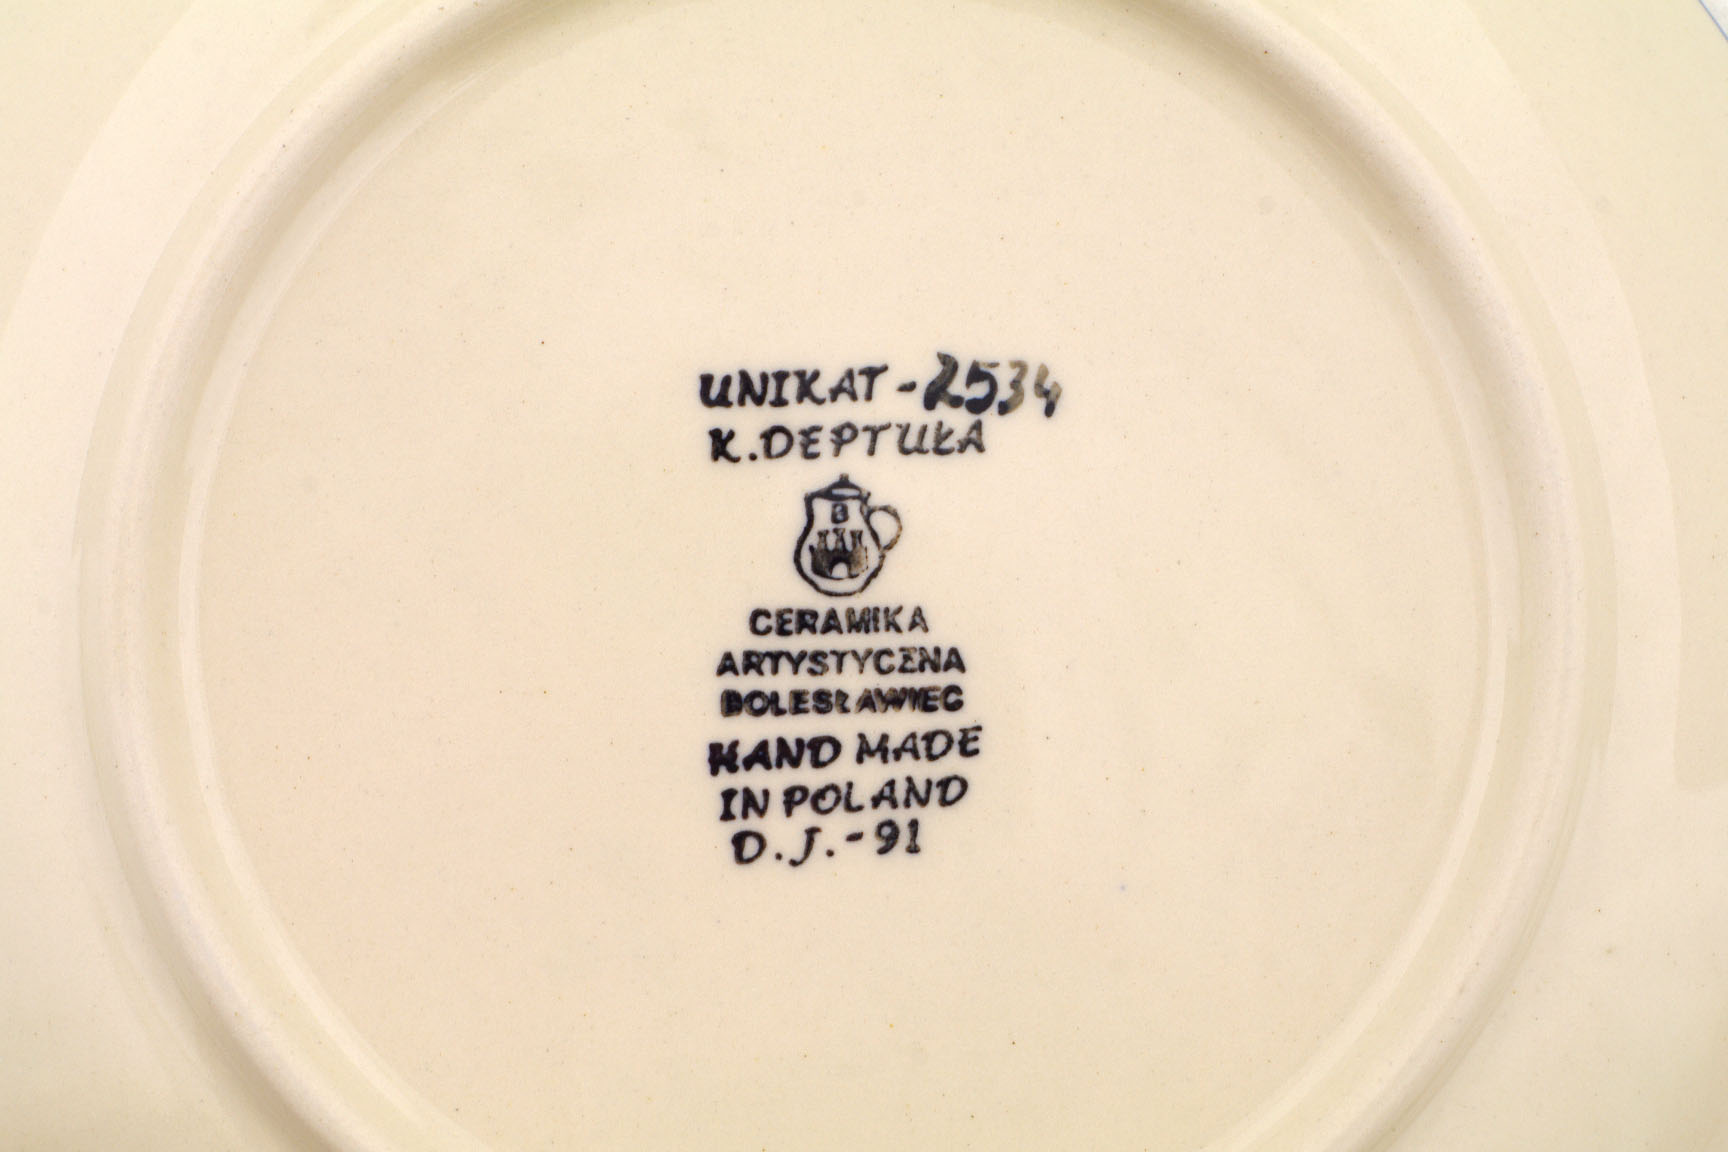 UNIKAT - 2534
K. DEPTUŁA
B
CERAMIKA
ARTYSTYCZNA
BOLESŁAWIEC
HAND MADE
IN POLAND
D.J.-91